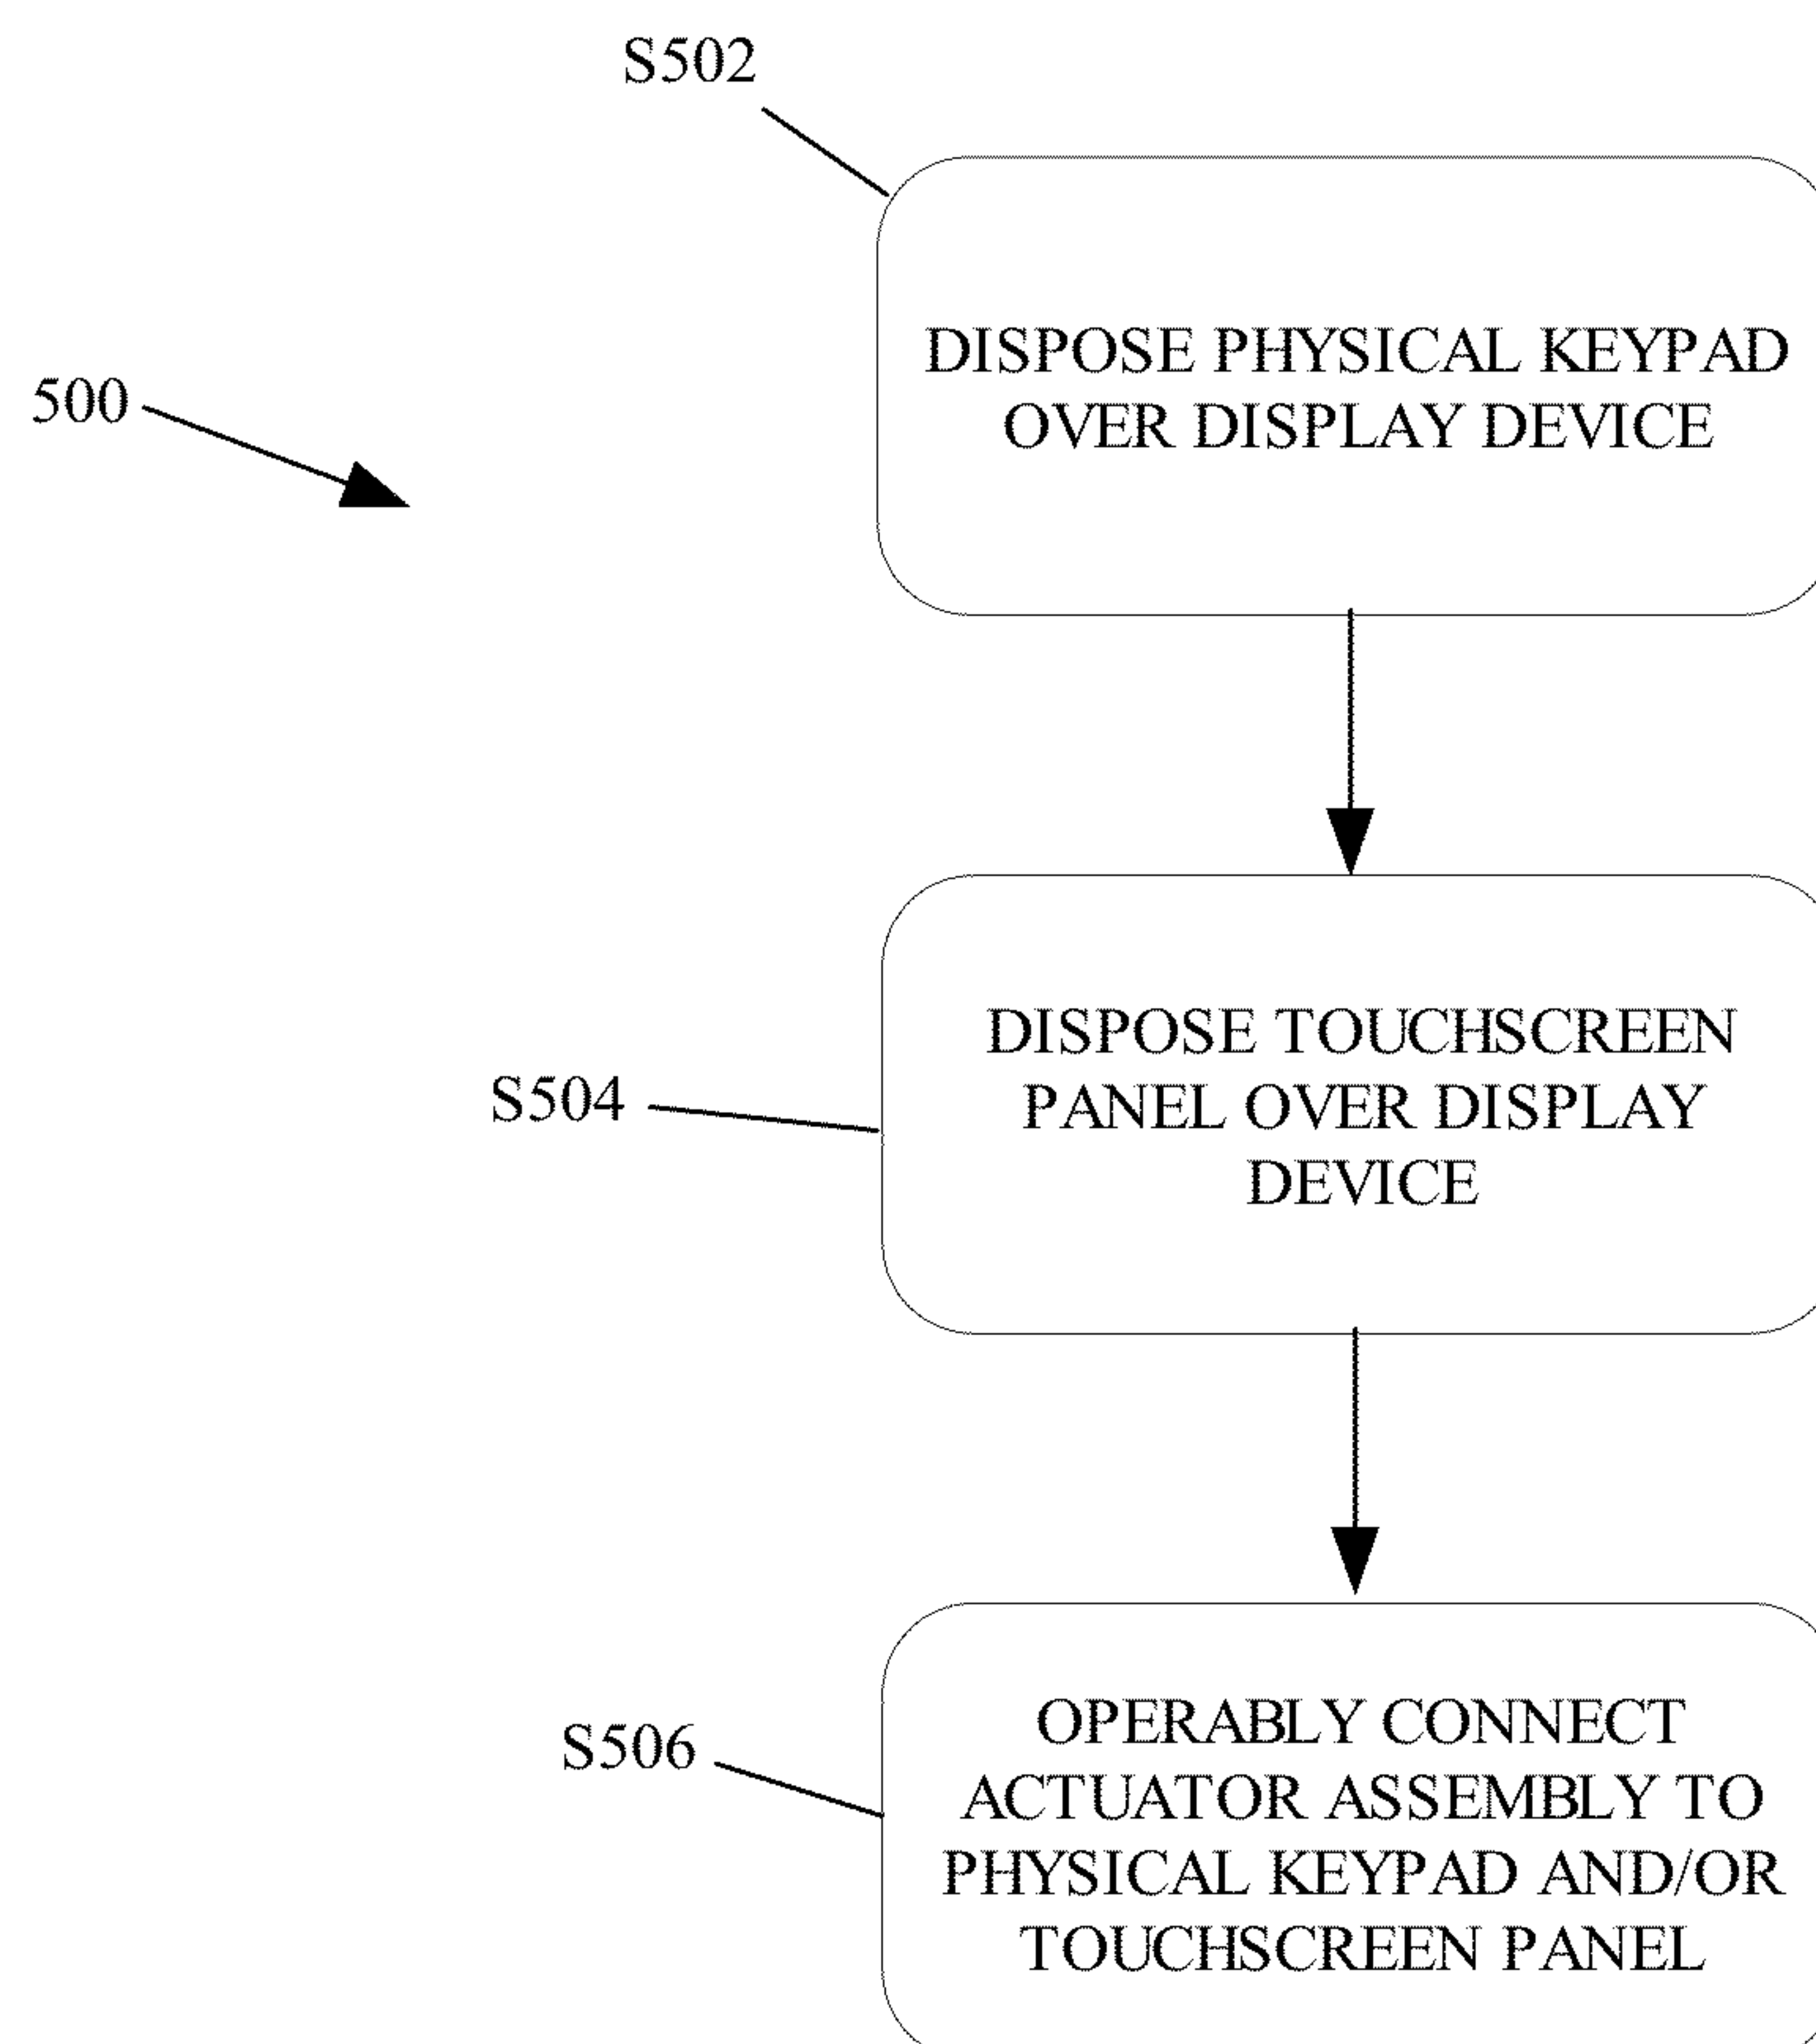 S502
DISPOSE PHYSICAL KEYPAD
OVER DISPLAY DEVICE
500
DISPOSE TOUCHSCREEN
PANEL OVER DISPLAY
DEVICE
S504
OPERABLY CONNECT
ACTUATOR ASSEMBLY TO
PHYSICAL KEYPAD AND/OR
TOUCHSCREEN PANEL
S506